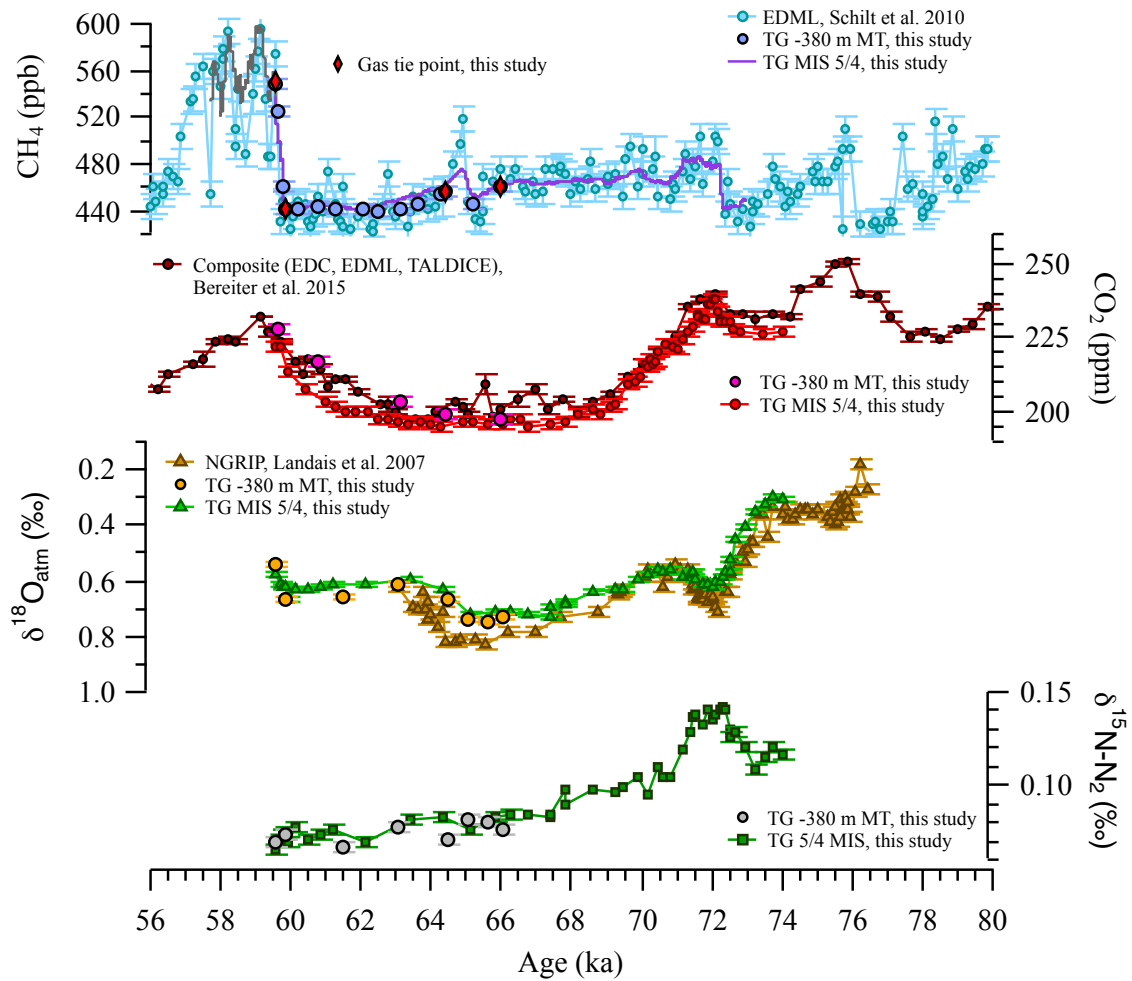 600
560
520
480
440
CH4 (ppb)
EDML, Schilt et al. 2010
TG -380 m MT, this study
TG MIS 5/4, this study
Gas tie point, this study
Composite (EDC, EDML, TALDICE),
Bereiter et al. 2015
250
225
200
CO2 (ppm)
TG -380 m MT, this study
TG MIS 5/4, this study
0.2
0.4
0.6
0.8
1.0
δ18Oatm (‰)
NGRIP, Landais et al. 2007
TG -380 m MT, this study
TG MIS 5/4, this study
0.15
0.10
δ15N-N2 (‰)
TG -380 m MT, this study
TG 5/4 MIS, this study
56 58 60 62 64 66 68 70 72 74 76 78 80
Age (ka)